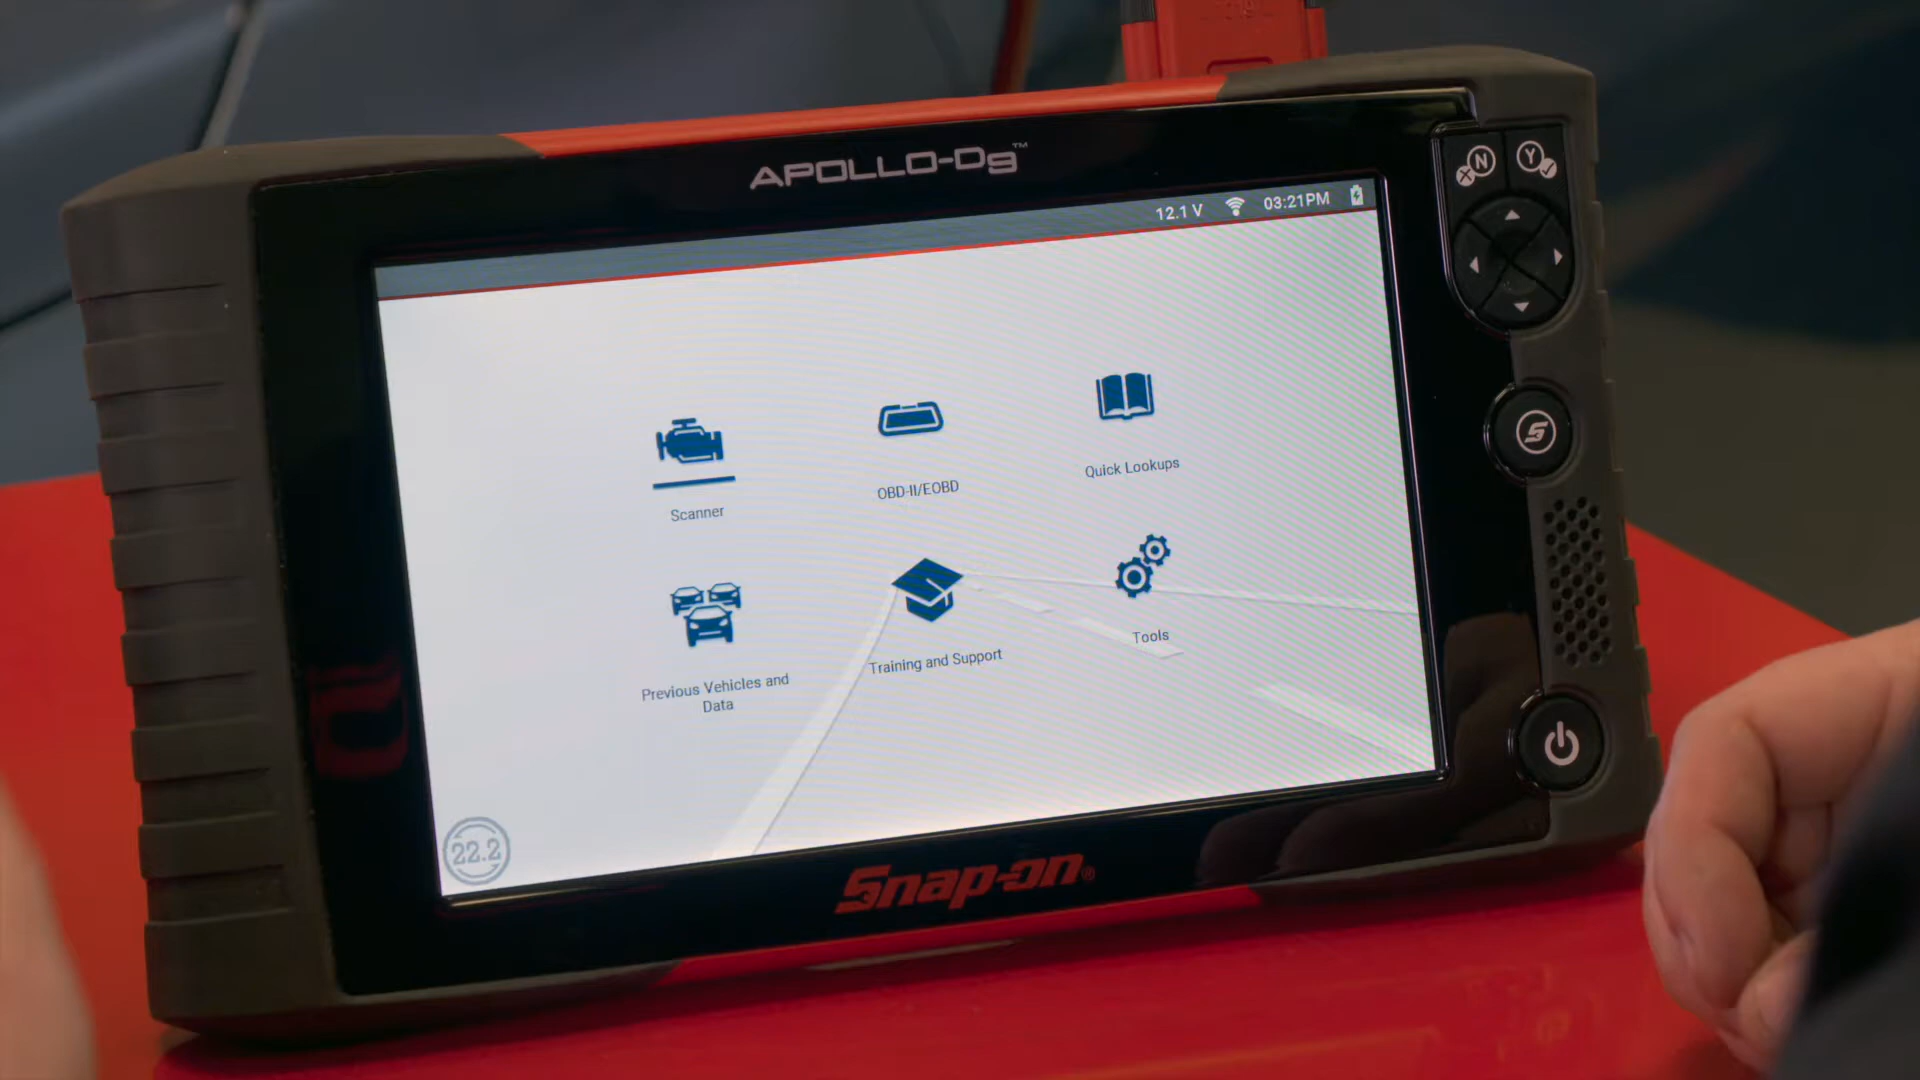 APOLLO-D9™
N Y
12.1 V 03:21PM
Scanner
OBD-II/EOBD
Quick Lookups
Previous Vehicles and
Data
Training and Support
Tools
22.2
Snap-on®